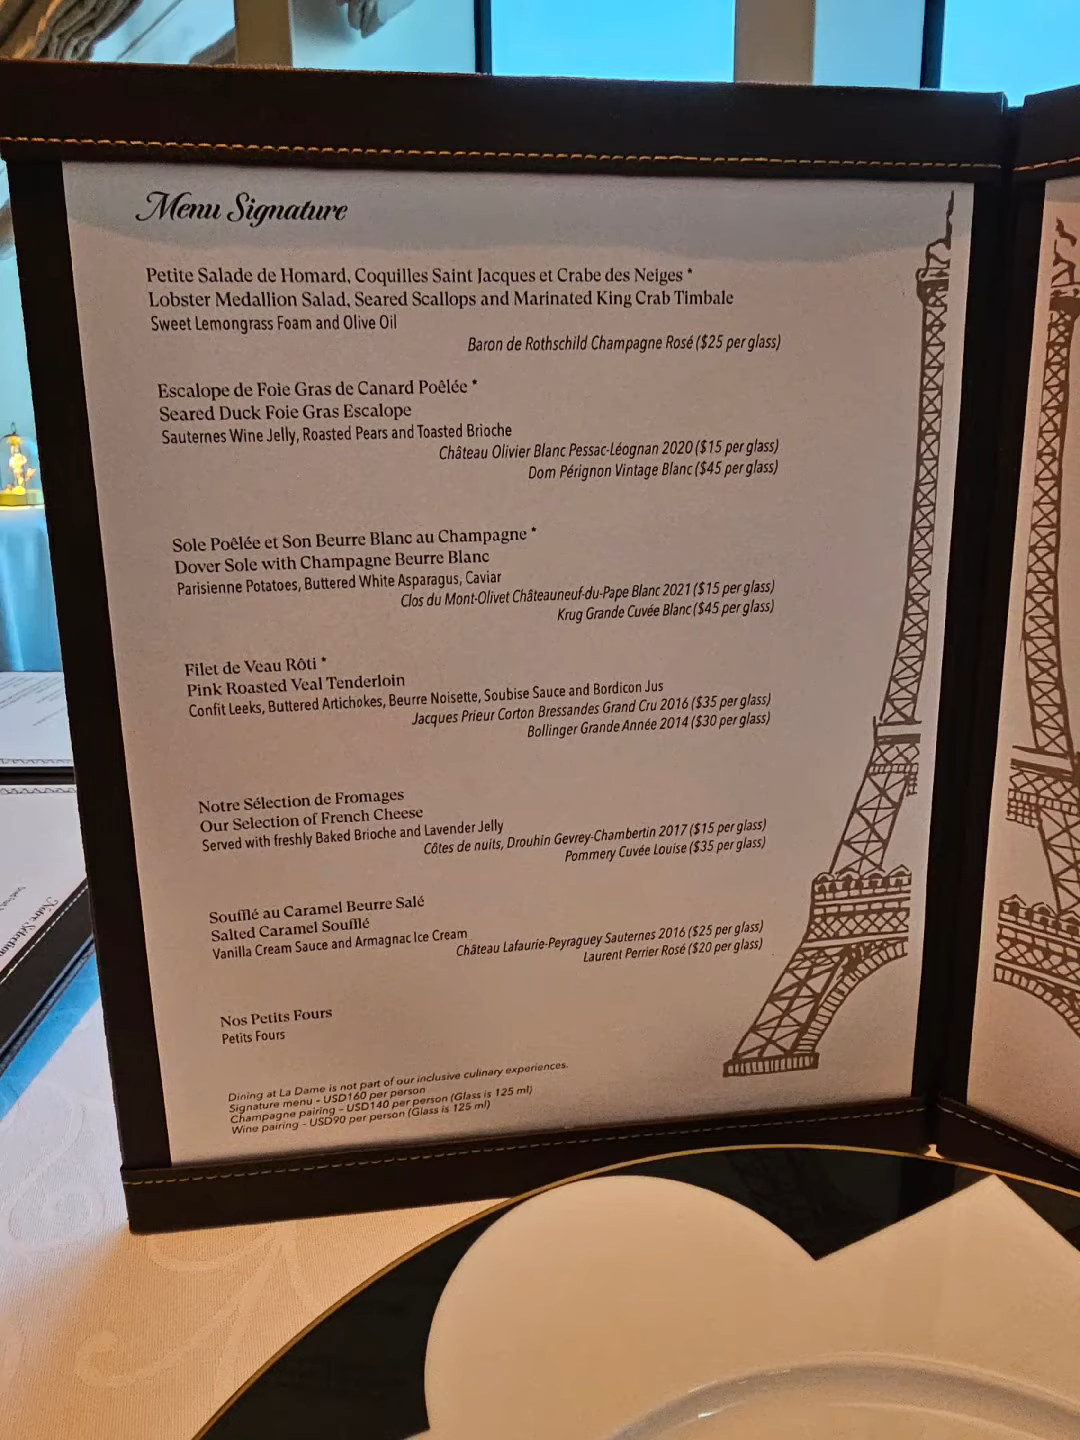 Menu Signature
Petite Salade de Homard, Coquilles Saint Jacques et Crabe des Neiges *
Lobster Medallion Salad, Seared Scallops and Marinated King Crab Timbale
Sweet Lemongrass Foam and Olive Oil
Baron de Rothschild Champagne Rosé ($25 per glass)
Escalope de Foie Gras de Canard Poêlée *
Seared Duck Foie Gras Escalope
Sauternes Wine Jelly, Roasted Pears and Toasted Brioche
Château Olivier Blanc Pessac-Léognan 2020 ($15 per glass)
Dom Pérignon Vintage Blanc ($45 per glass)
Sole Poêlée et Son Beurre Blanc au Champagne *
Dover Sole with Champagne Beurre Blanc
Parisienne Potatoes, Buttered White Asparagus, Caviar
Clos du Mont-Olivet Châteauneuf-du-Pape Blanc 2021 ($15 per glass)
Krug Grande Cuvée Blanc ($45 per glass)
Filet de Veau Rôti *
Pink Roasted Veal Tenderloin
Confit Leeks, Buttered Artichokes, Beurre Noisette, Soubise Sauce and Bordicon Jus
Jacques Prieur Corton Bressandes Grand Cru 2016 ($35 per glass)
Bollinger Grande Année 2014 ($30 per glass)
Notre Sélection de Fromages
Our Selection of French Cheese
Served with freshly Baked Brioche and Lavender Jelly
Côtes de nuits, Drouhin Gevrey-Chambertin 2017 ($15 per glass)
Pommery Cuvée Louise ($35 per glass)
Soufflé au Caramel Beurre Salé
Salted Caramel Soufflé
Vanilla Cream Sauce and Armagnac Ice Cream
Château Lafaurie-Peyraguey Sauternes 2016 ($25 per glass)
Laurent Perrier Rosé ($20 per glass)
Nos Petits Fours
Petits Fours
Dining at La Dame is not part of our inclusive culinary experiences.
Signature menu - USD160 per person
Champagne pairing - USD140 per person (Glass is 125 ml)
Wine pairing - USD90 per person (Glass is 125 ml)
Notre Sélection